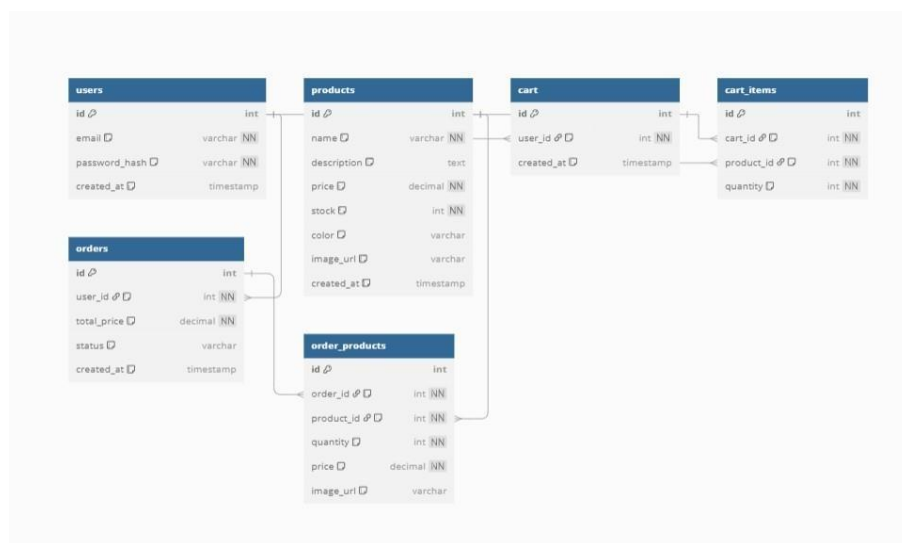 users
id int
email varchar NN
password_hash varchar NN
created_at timestamp
products
id int
name varchar NN
description text
price decimal NN
stock int NN
color varchar
image_url varchar
created_at timestamp
cart
id int
user_id int NN
created_at timestamp
cart_items
id int
cart_id int NN
product_id int NN
quantity int NN
orders
id int
user_id int NN
total_price decimal NN
status varchar
created_at timestamp
order_products
id int
order_id int NN
product_id int NN
quantity int NN
price decimal NN
image_url varchar